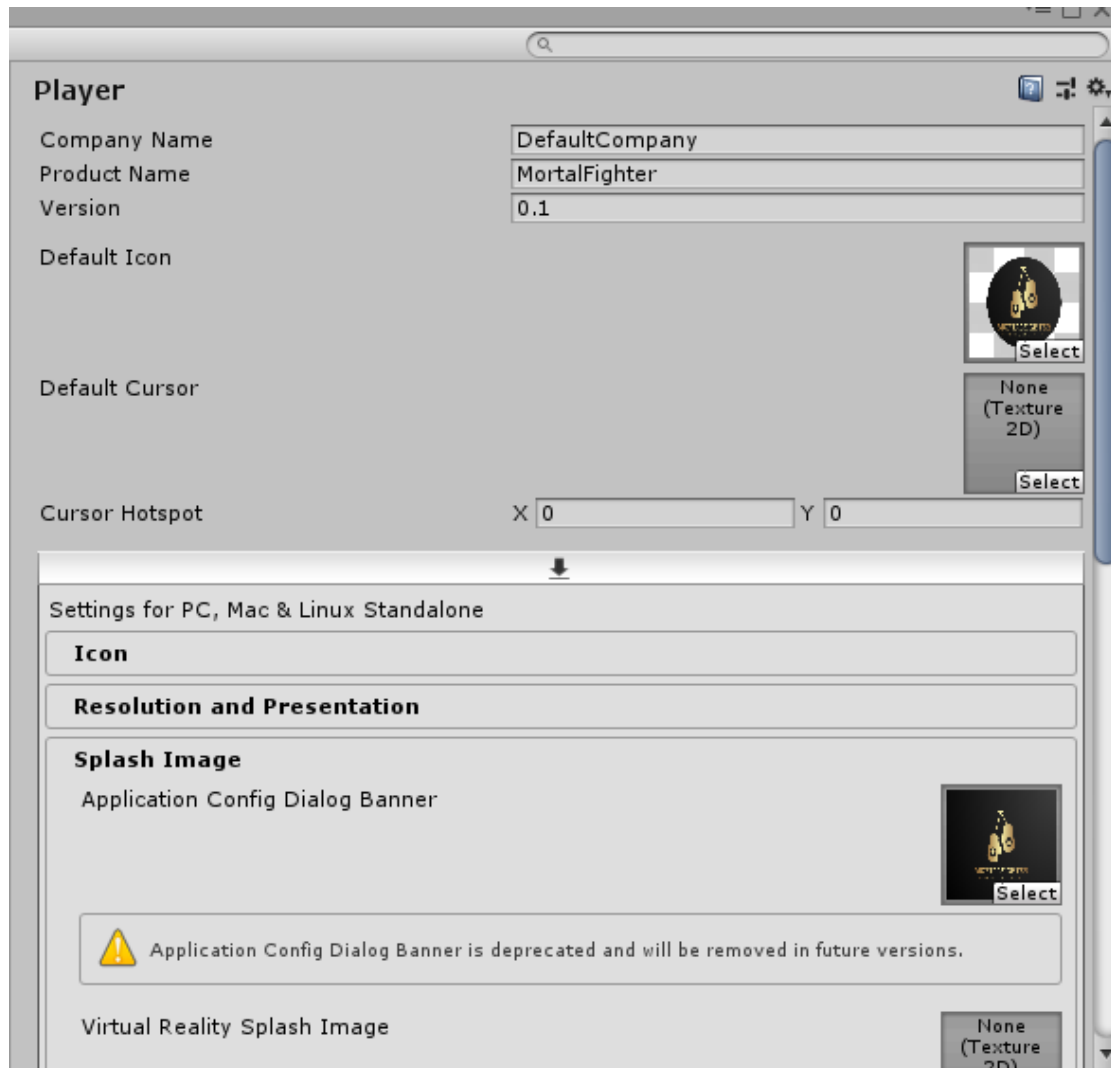 Player
Company Name DefaultCompany
Product Name MortalFighter
Version 0.1
Default Icon
Select
Default Cursor
None
(Texture
2D)
Select
Cursor Hotspot X 0 Y 0
Settings for PC, Mac & Linux Standalone
Icon
Resolution and Presentation
Splash Image
Application Config Dialog Banner
Select
Application Config Dialog Banner is deprecated and will be removed in future versions.
Virtual Reality Splash Image
None
(Texture
2D)